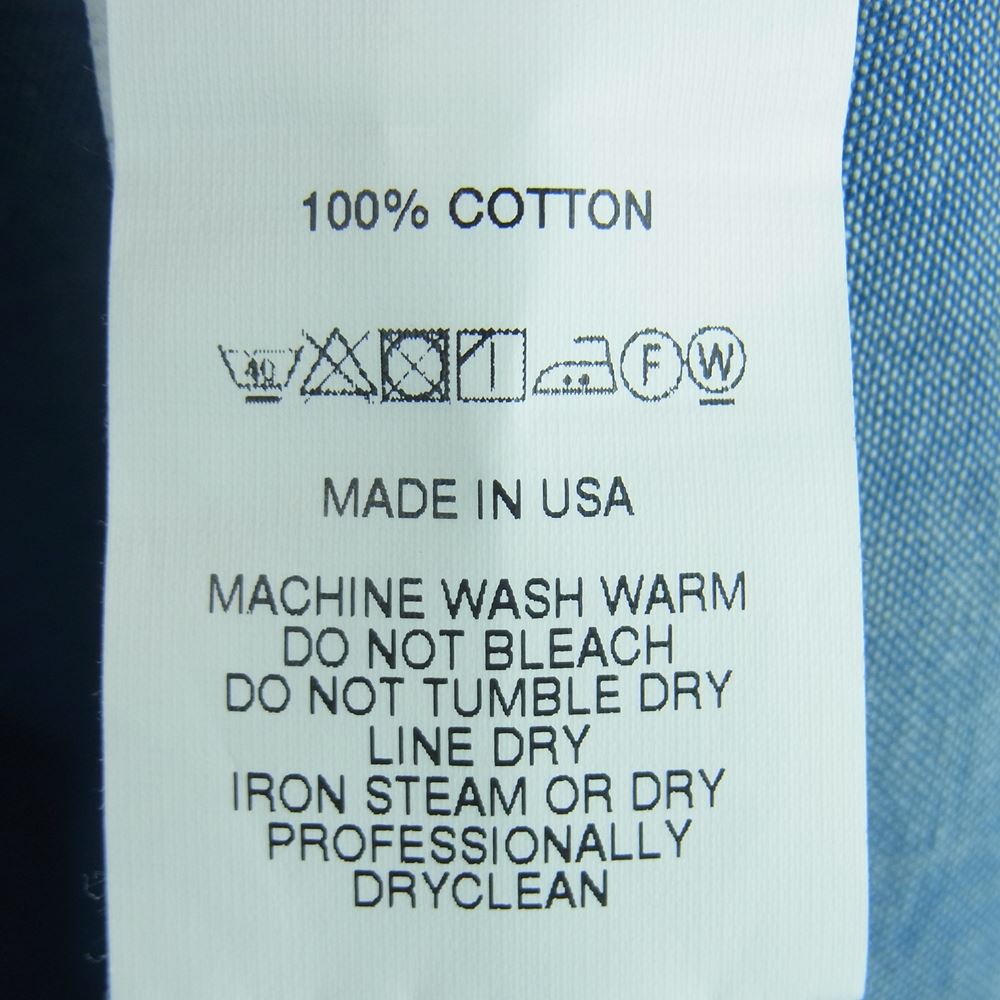 100% COTTON
40 F W
MADE IN USA
MACHINE WASH WARM
DO NOT BLEACH
DO NOT TUMBLE DRY
LINE DRY
IRON STEAM OR DRY
PROFESSIONALLY
DRYCLEAN